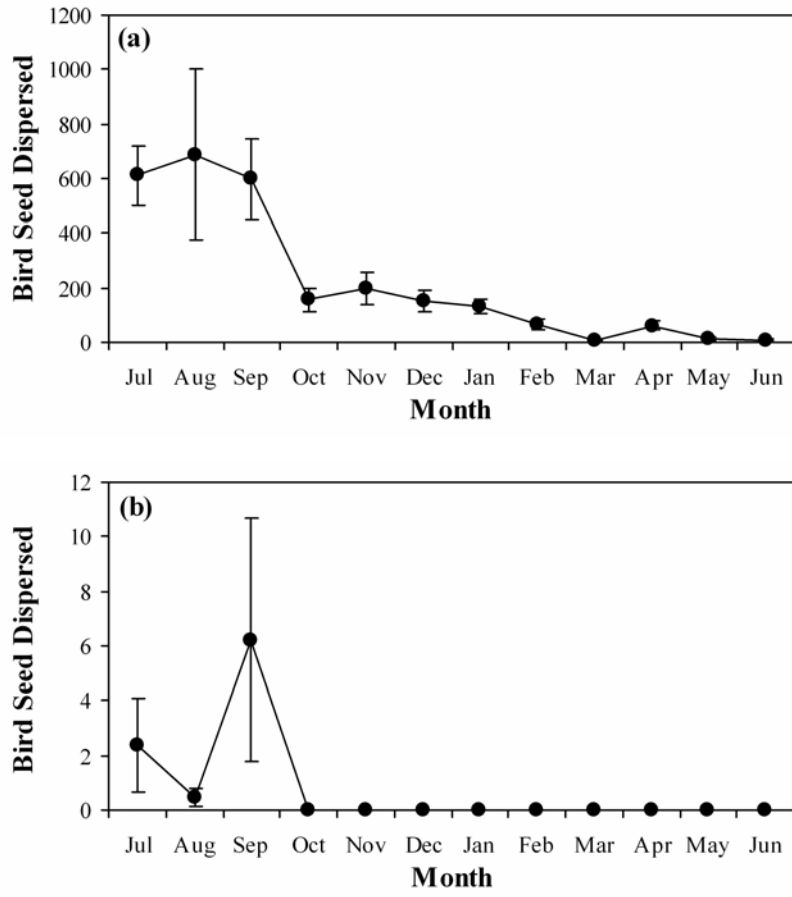 (a)
Bird Seed Dispersed
1200
1000
800
600
400
200
0
Jul Aug Sep Oct Nov Dec Jan Feb Mar Apr May Jun
Month
(b)
Bird Seed Dispersed
12
10
8
6
4
2
0
Jul Aug Sep Oct Nov Dec Jan Feb Mar Apr May Jun
Month